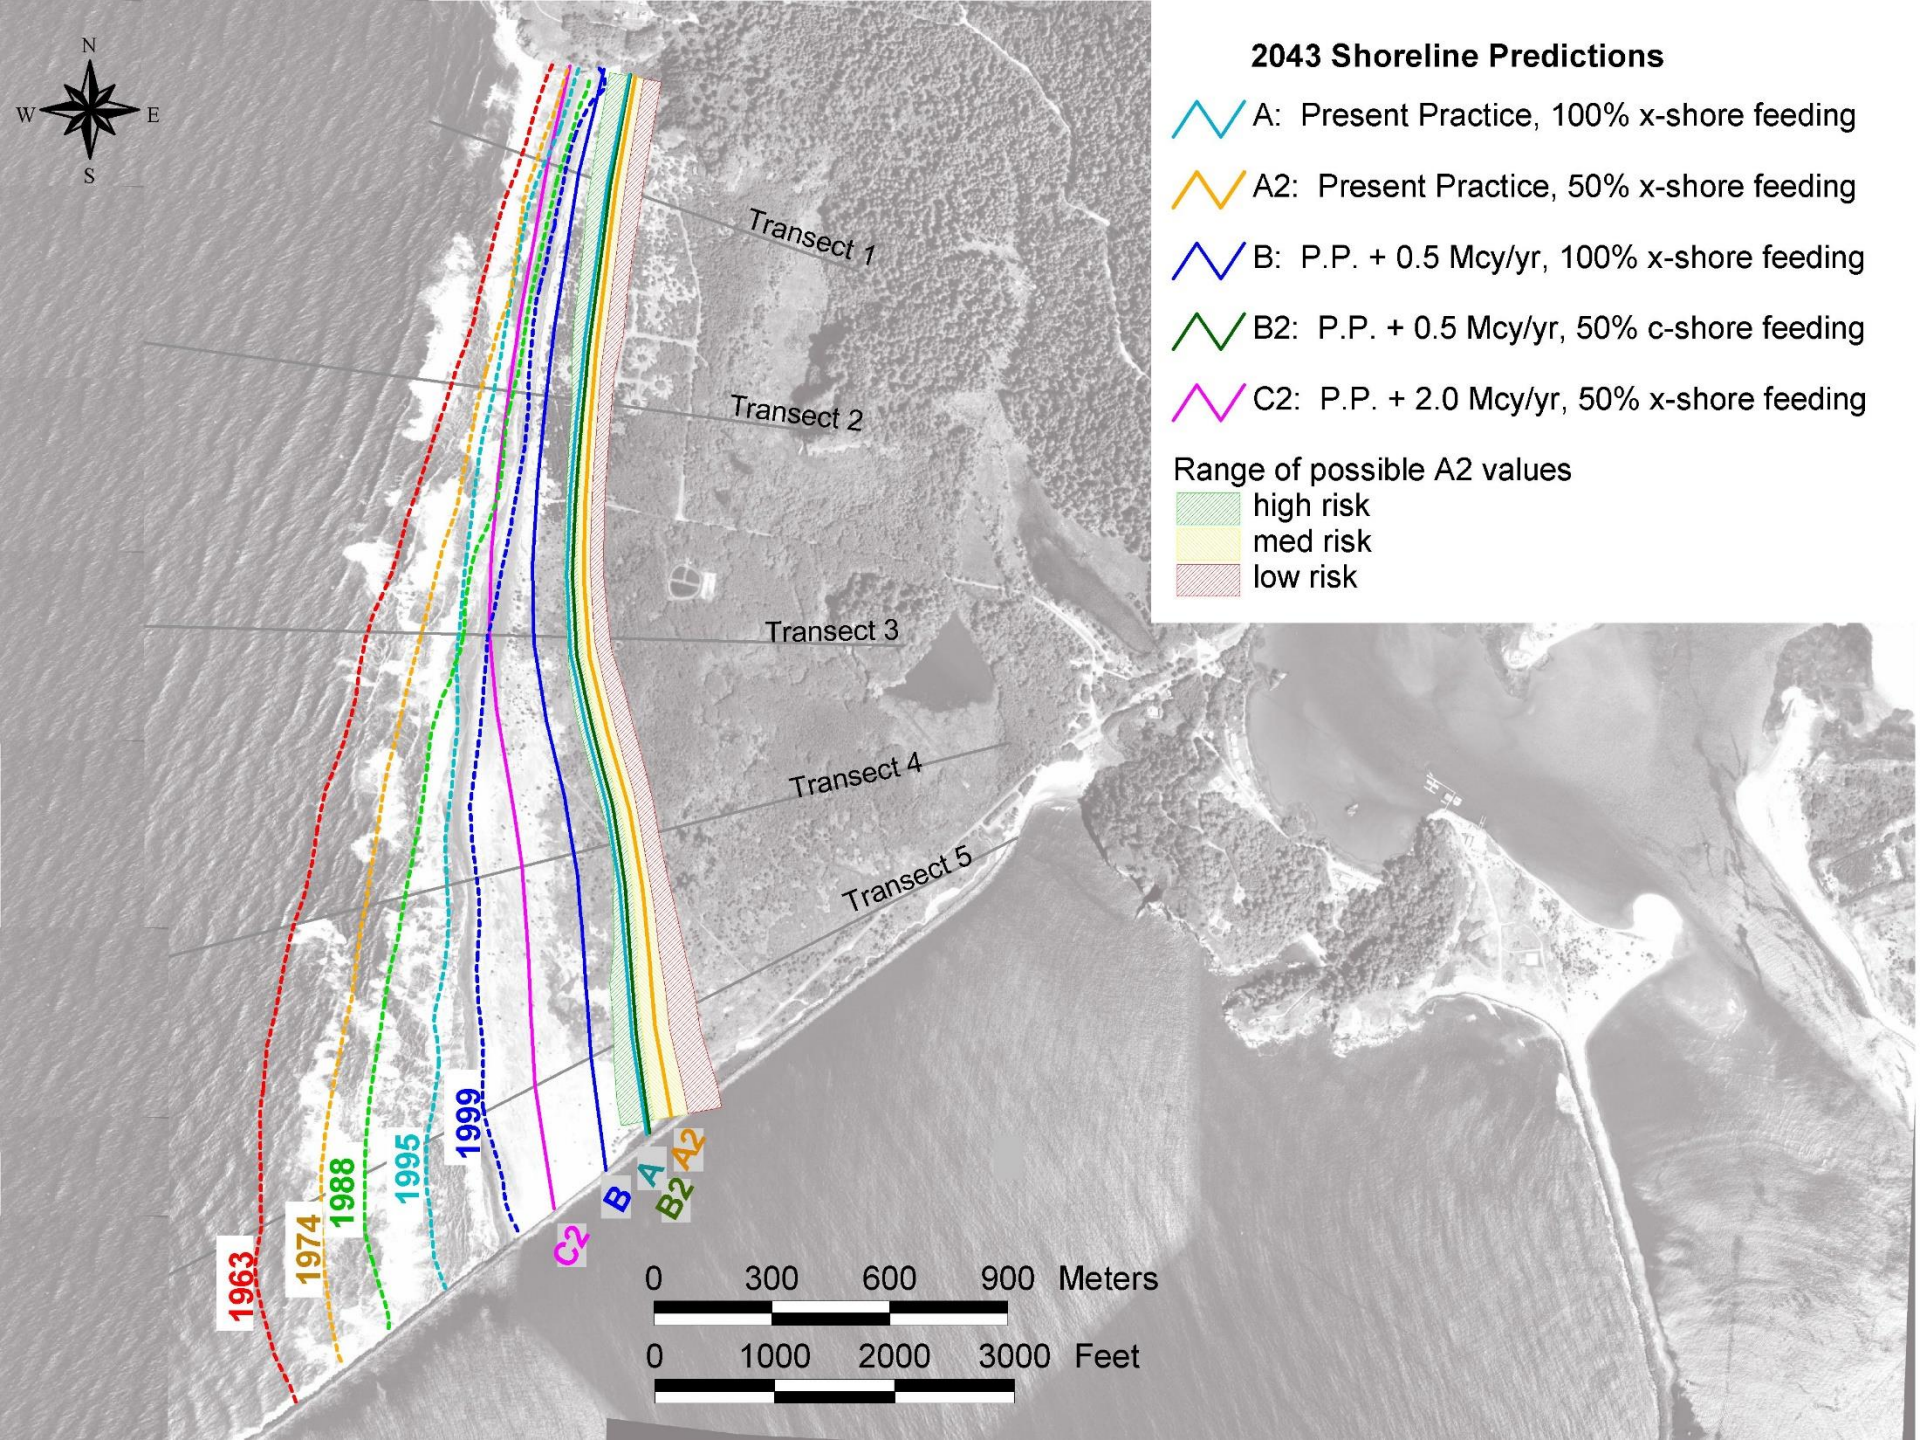 N
W E
S
2043 Shoreline Predictions
A: Present Practice, 100% x-shore feeding
A2: Present Practice, 50% x-shore feeding
B: P.P. + 0.5 Mcy/yr, 100% x-shore feeding
B2: P.P. + 0.5 Mcy/yr, 50% c-shore feeding
C2: P.P. + 2.0 Mcy/yr, 50% x-shore feeding
Range of possible A2 values
high risk
med risk
low risk
Transect 1
Transect 2
Transect 3
Transect 4
Transect 5
1963
1974
1988
1995
1999
C2
B
A
B2
A2
0 300 600 900 Meters
0 1000 2000 3000 Feet